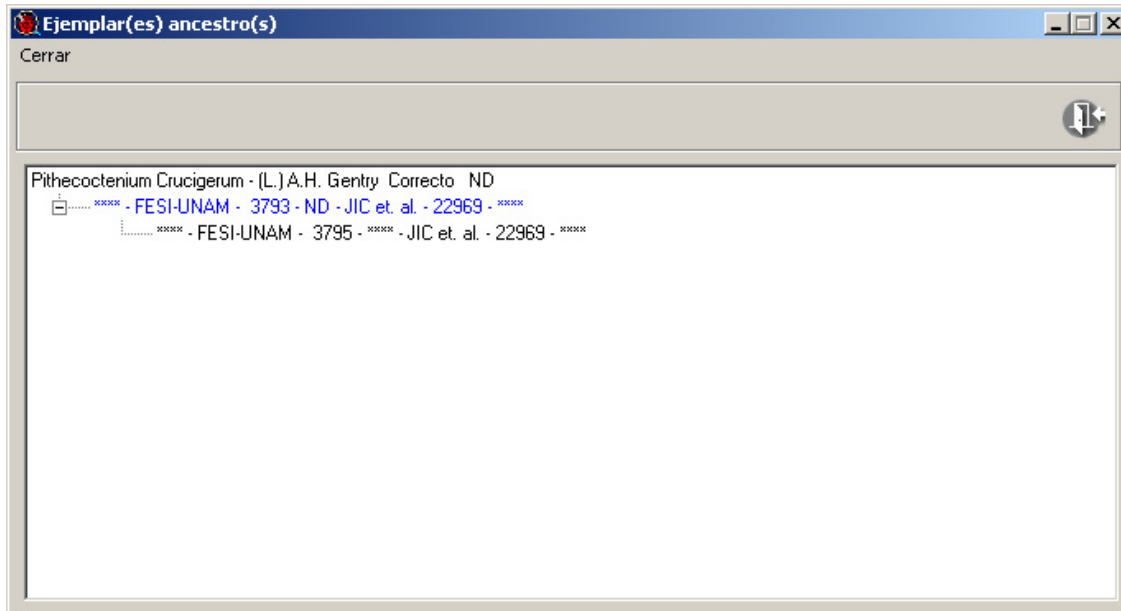 Ejemplar(es) ancestro(s)
Cerrar
Pithecoctenium Crucigerum - (L.) A.H. Gentry Correcto ND
**** - FESI-UNAM - 3793 - ND - JIC et. al. - 22969 - ****
**** - FESI-UNAM - 3795 - **** - JIC et. al. - 22969 - ****